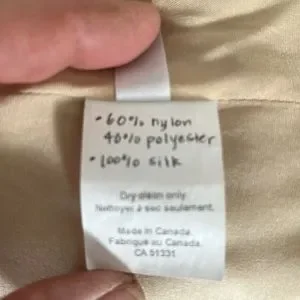 • 60% nylon
40% polyester
• 100% silk
Dry clean only
Nettoyer à sec seulement.
Made in Canada
Fabriqué au Canada.
CA 51331